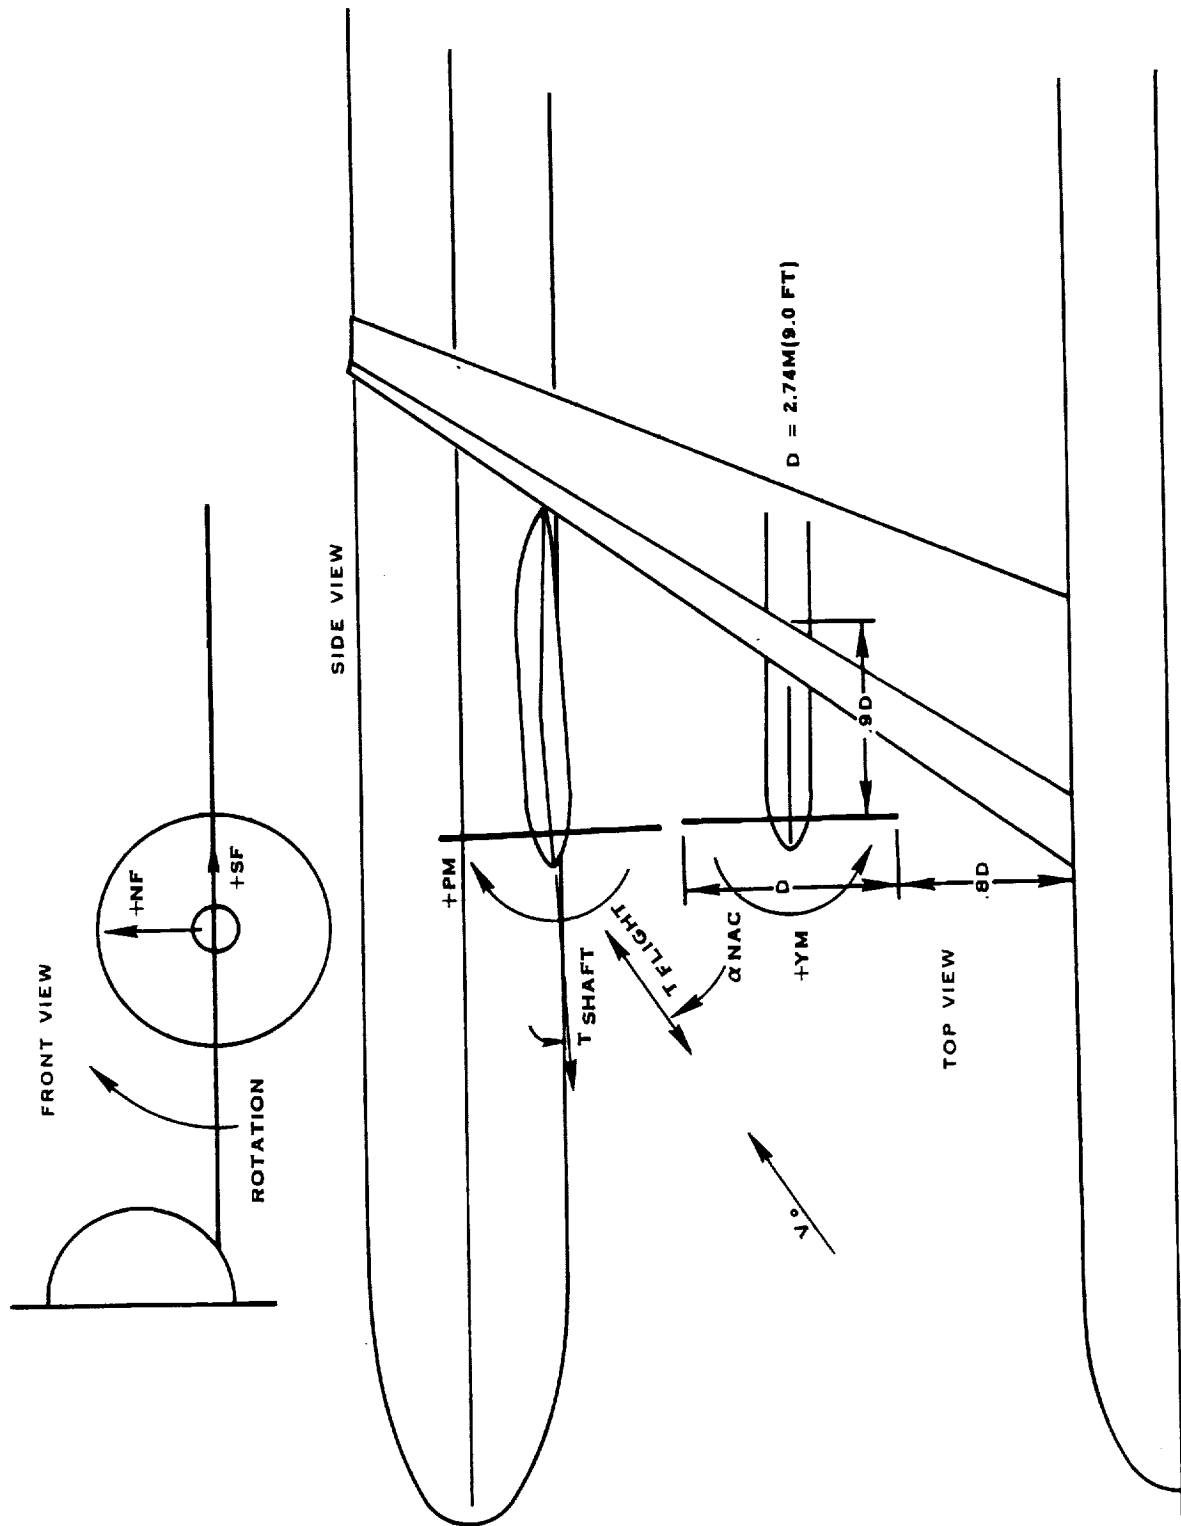 FRONT VIEW
+NF
+SF
ROTATION
SIDE VIEW
+PM
T SHAFT
T FLIGHT
α NAC
V°
D = 2.74M(9.0 FT)
.9D
D
+YM
.8D
TOP VIEW